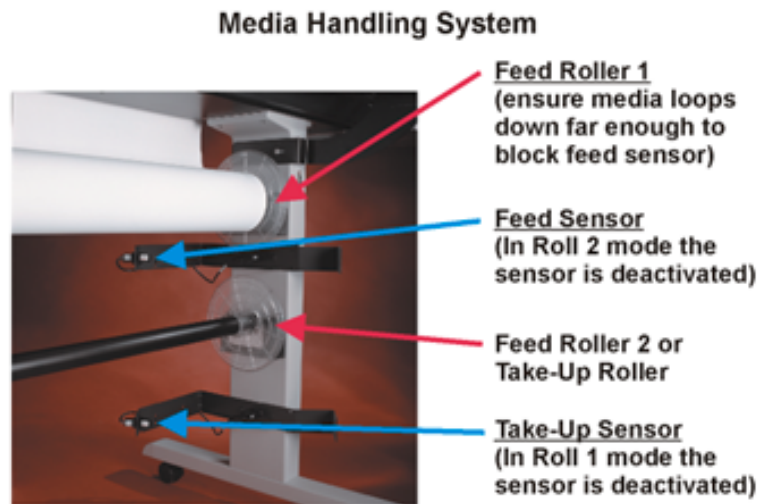 Media Handling System
Feed Roller 1
(ensure media loops
down far enough to
block feed sensor)
Feed Sensor
(In Roll 2 mode the
sensor is deactivated)
Feed Roller 2 or
Take-Up Roller
Take-Up Sensor
(In Roll 1 mode the
sensor is deactivated)